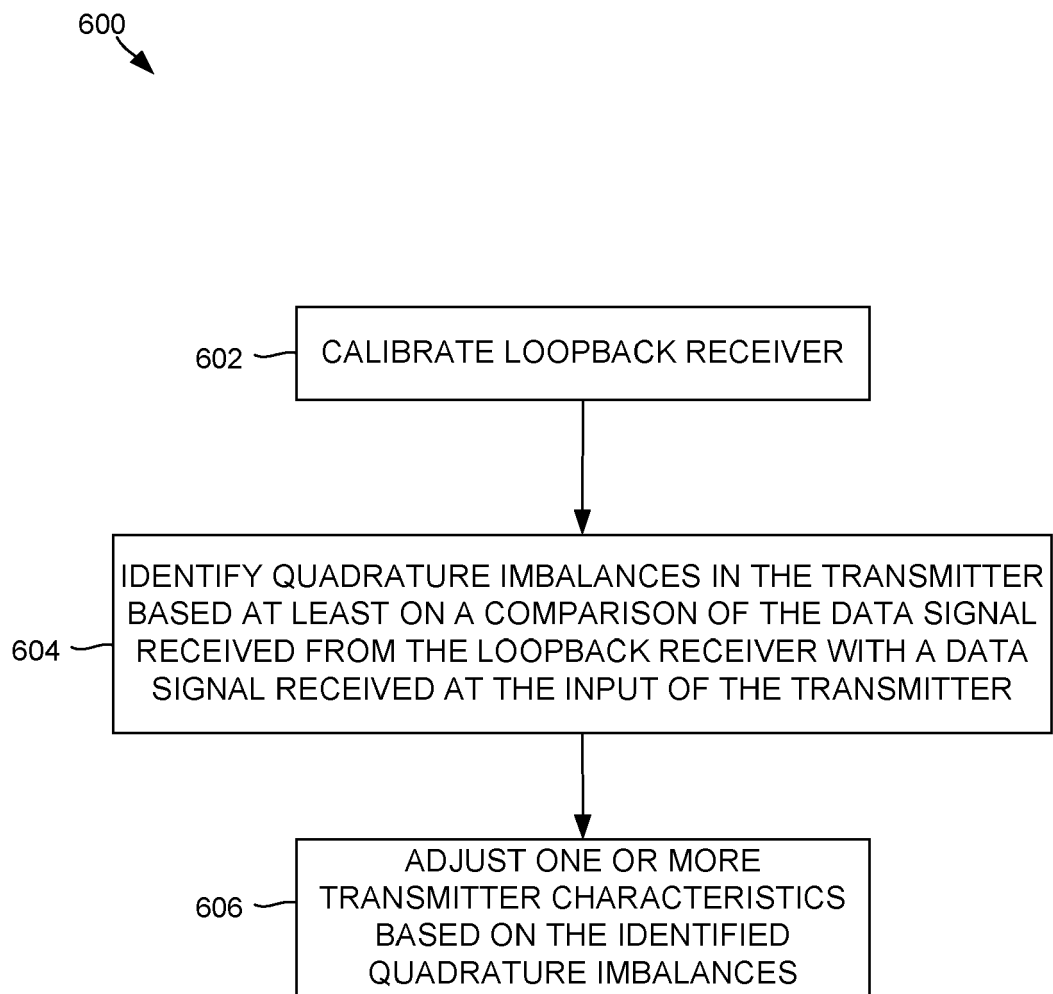 600
602
CALIBRATE LOOPBACK RECEIVER
604
IDENTIFY QUADRATURE IMBALANCES IN THE TRANSMITTER
BASED AT LEAST ON A COMPARISON OF THE DATA SIGNAL
RECEIVED FROM THE LOOPBACK RECEIVER WITH A DATA
SIGNAL RECEIVED AT THE INPUT OF THE TRANSMITTER
606
ADJUST ONE OR MORE
TRANSMITTER CHARACTERISTICS
BASED ON THE IDENTIFIED
QUADRATURE IMBALANCES